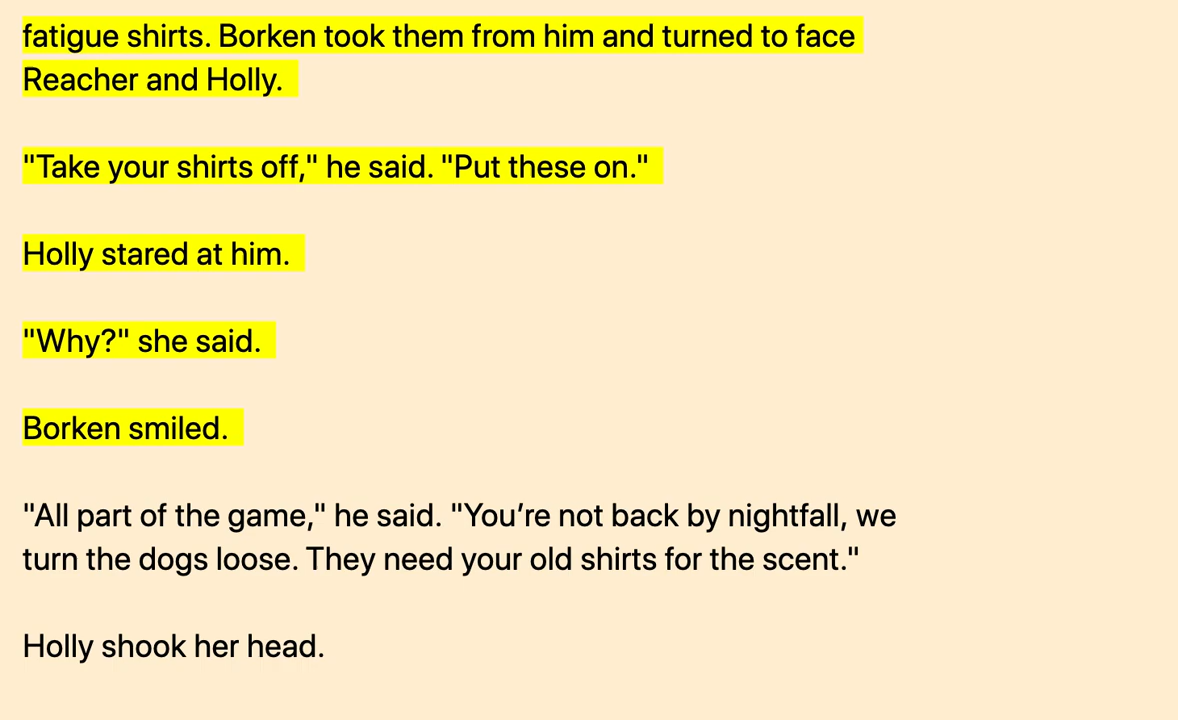 fatigue shirts. Borken took them from him and turned to face
Reacher and Holly.
"Take your shirts off," he said. "Put these on."
Holly stared at him.
"Why?" she said.
Borken smiled.
"All part of the game," he said. "You’re not back by nightfall, we
turn the dogs loose. They need your old shirts for the scent."
Holly shook her head.